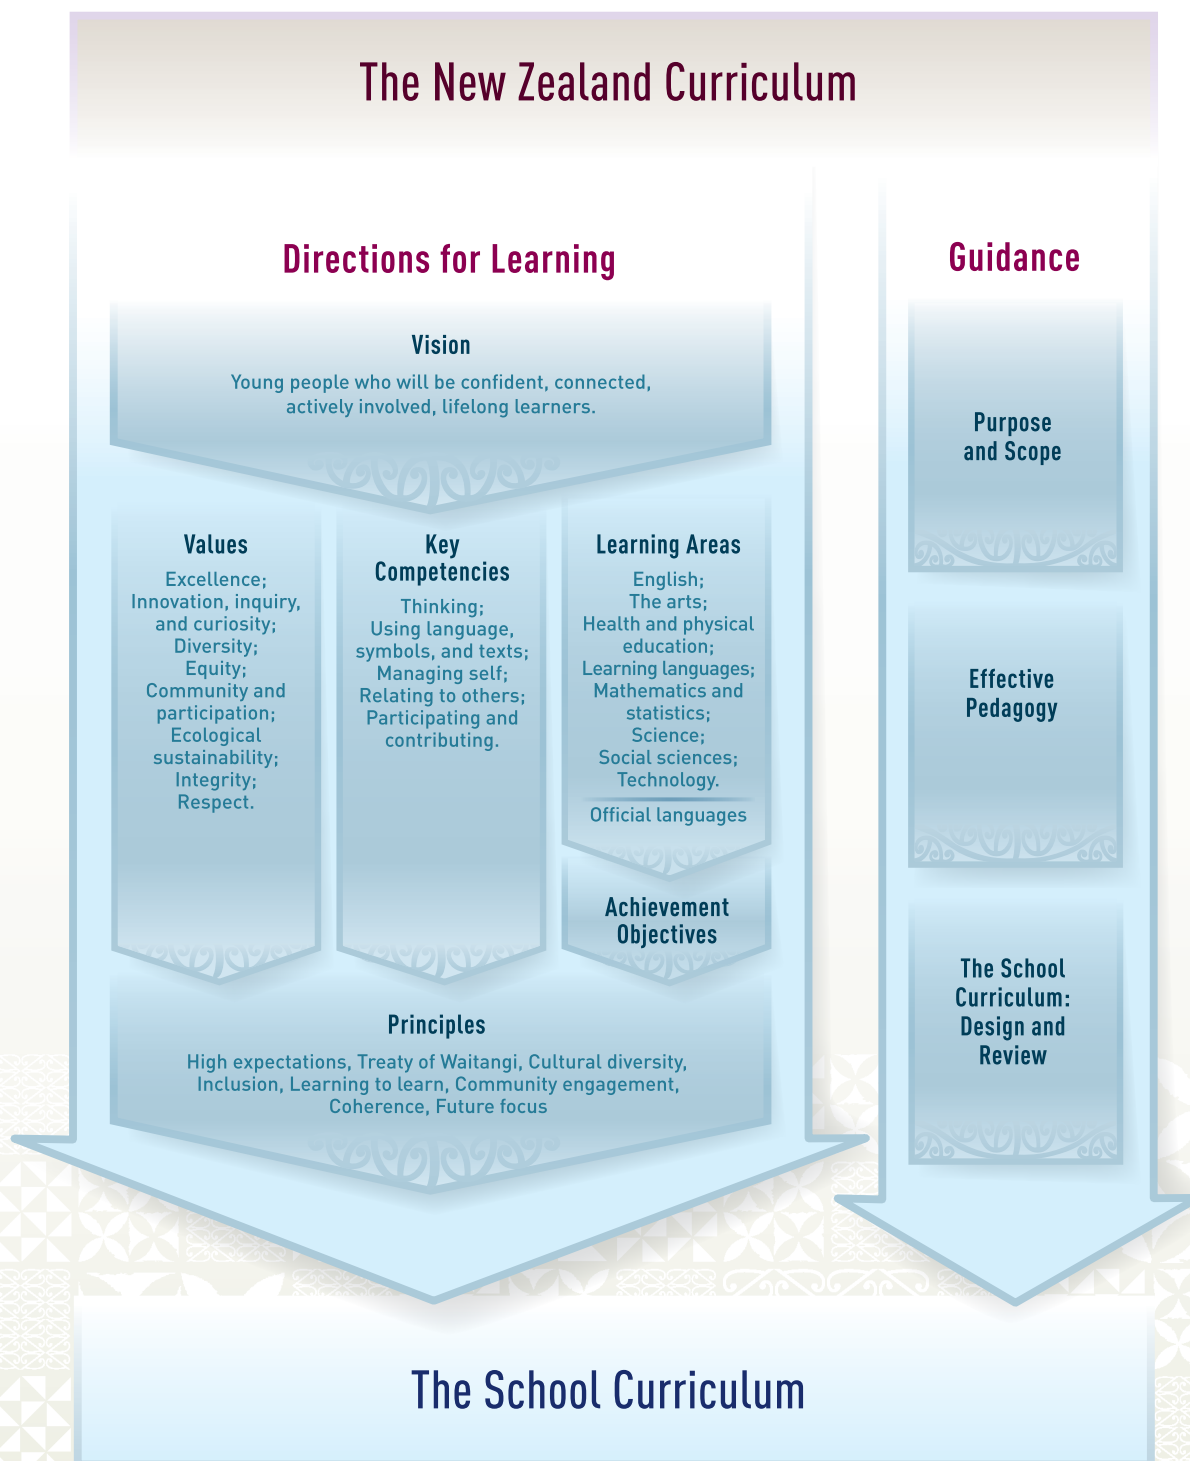 The New Zealand Curriculum
Directions for Learning
Vision
Young people who will be confident, connected,
actively involved, lifelong learners.
Values
Excellence;
Innovation, inquiry,
and curiosity;
Diversity;
Equity;
Community and
participation;
Ecological
sustainability;
Integrity;
Respect.
Key
Competencies
Thinking;
Using language,
symbols, and texts;
Managing self;
Relating to others;
Participating and
contributing.
Learning Areas
English;
The arts;
Health and physical
education;
Learning languages;
Mathematics and
statistics;
Science;
Social sciences;
Technology.
Official languages
Achievement
Objectives
Principles
High expectations, Treaty of Waitangi, Cultural diversity,
Inclusion, Learning to learn, Community engagement,
Coherence, Future focus
Guidance
Purpose
and Scope
Effective
Pedagogy
The School
Curriculum:
Design and
Review
The School Curriculum